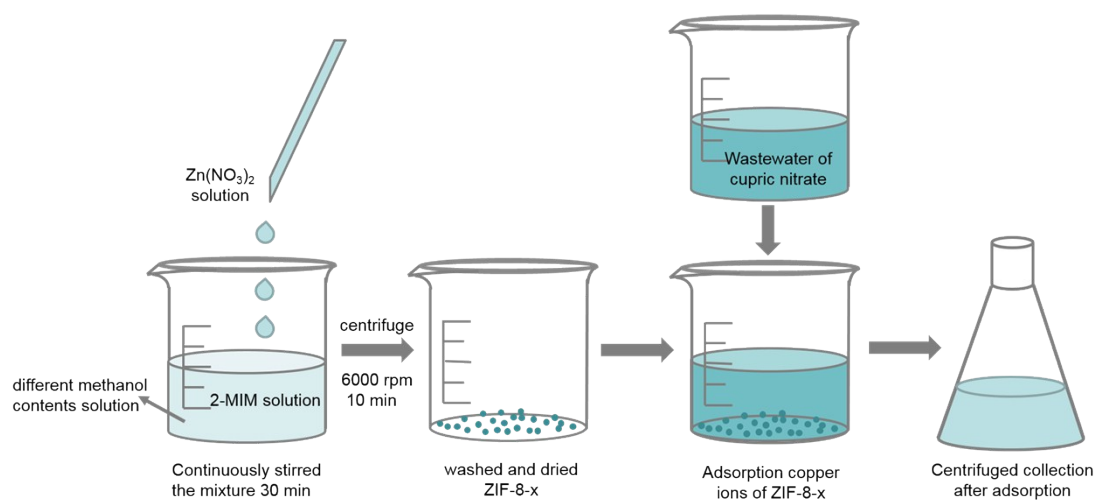 Zn(NO₃)₂
solution
different methanol
contents solution
2-MIM solution
Continuously stirred
the mixture 30 min
centrifuge
6000 rpm
10 min
washed and dried
ZIF-8-x
Wastewater of
cupric nitrate
Adsorption copper
ions of ZIF-8-x
Centrifuged collection
after adsorption